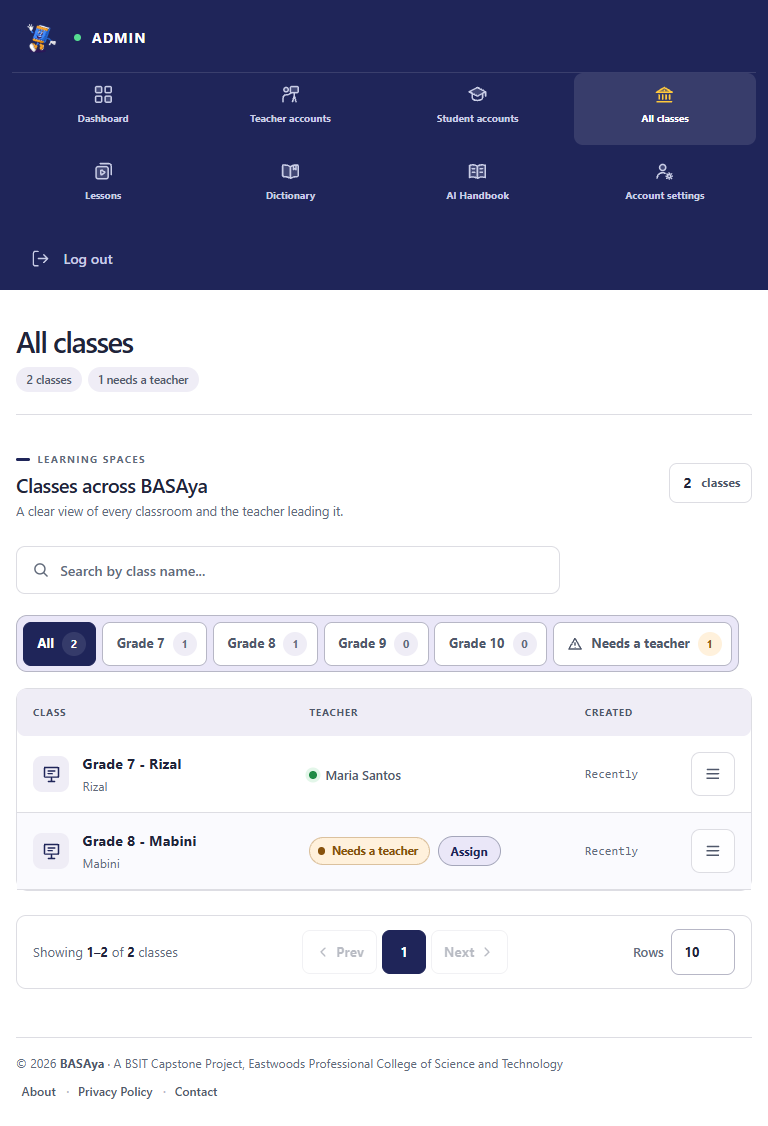 ADMIN
Dashboard
Teacher accounts
Student accounts
All classes
Lessons
Dictionary
AI Handbook
Account settings
Log out
All classes
2 classes
1 needs a teacher
LEARNING SPACES
Classes across BASAya
A clear view of every classroom and the teacher leading it.
2 classes
Search by class name...
All 2
Grade 7 1
Grade 8 1
Grade 9 0
Grade 10 0
Needs a teacher 1
CLASS TEACHER CREATED
Grade 7 - Rizal
Rizal
Maria Santos
Recently
Grade 8 - Mabini
Mabini
Needs a teacher
Assign
Recently
Showing 1–2 of 2 classes
Prev
1
Next
Rows 10
© 2026 BASAya · A BSIT Capstone Project, Eastwoods Professional College of Science and Technology
About · Privacy Policy · Contact